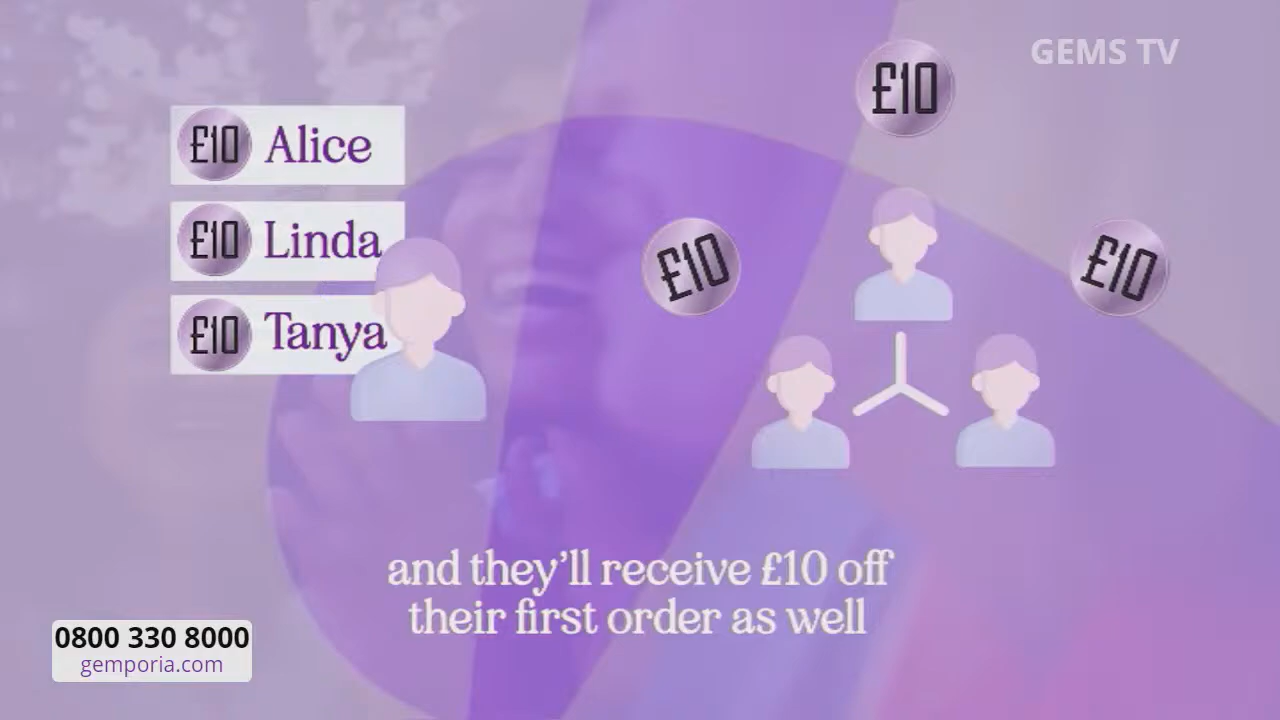 GEMS TV
£10
£10 Alice
£10 Linda
£10 Tanya
£10
£10
and they'll receive £10 off
their first order as well
0800 330 8000
gemporia.com